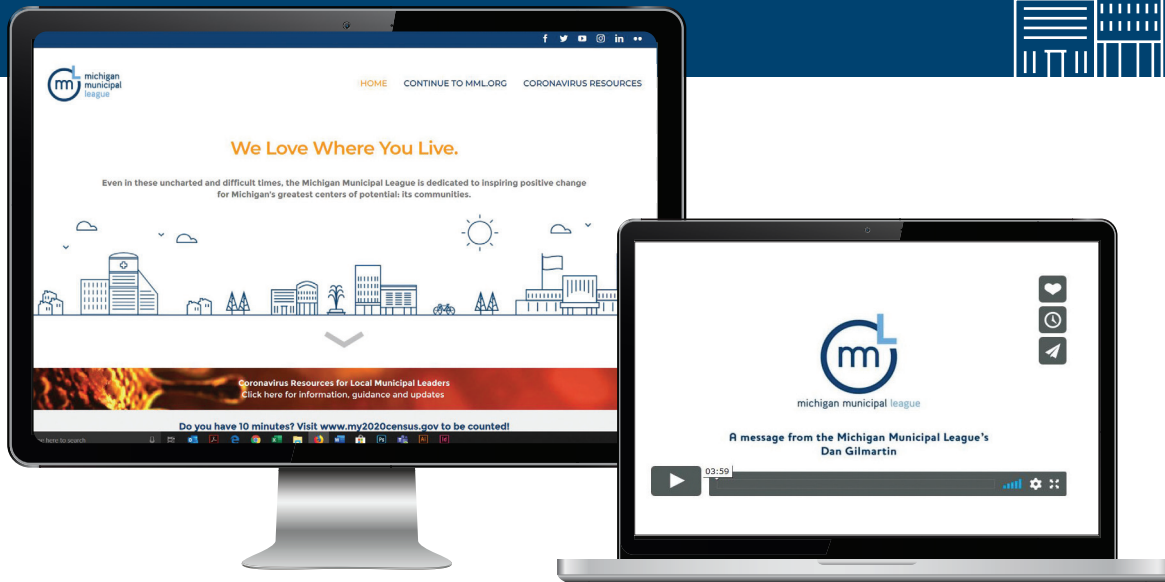 michigan
municipal
league
HOME CONTINUE TO MML.ORG CORONAVIRUS RESOURCES
We Love Where You Live.
Even in these uncharted and difficult times, the Michigan Municipal League is dedicated to inspiring positive change
for Michigan's greatest centers of potential: its communities.
Coronavirus Resources for Local Municipal Leaders
Click here for information, guidance and updates
Do you have 10 minutes? Visit www.my2020census.gov to be counted!
here to search
michigan municipal league
A message from the Michigan Municipal League's
Dan Gilmartin
03:59